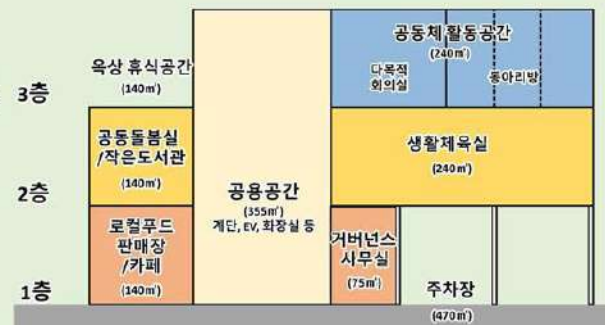 공동체 활동공간
(240㎡)
옥상 휴식공간
(140㎡)
다목적
회의실
동아리방
3층
공동돌봄실
/작은도서관
(140㎡)
생활체육실
(240㎡)
2층
공용공간
(355㎡)
계단, EV, 화장실 등
로컬푸드
판매장
/카페
(140㎡)
거버넌스
사무실
(75㎡)
1층
주차장
(470㎡)